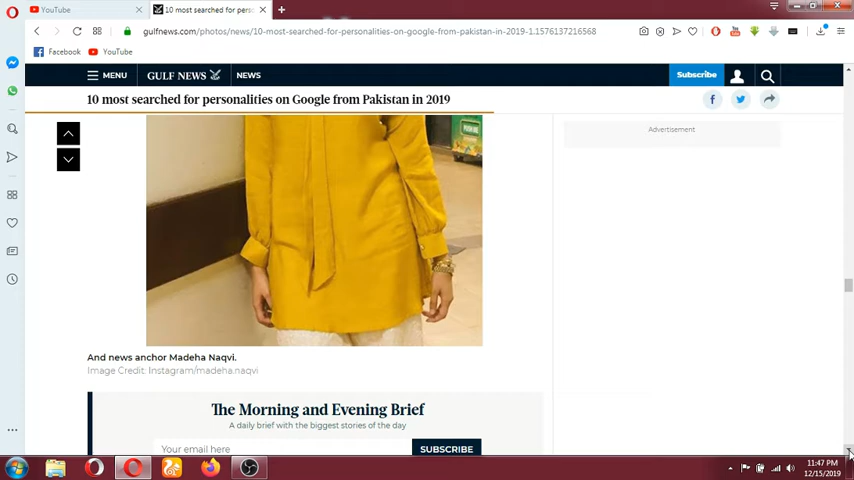 YouTube
10 most searched for perso
gulfnews.com/photos/news/10-most-searched-for-personalities-on-google-from-pakistan-in-2019-1.1576137216568
Facebook
YouTube
MENU
GULF NEWS
NEWS
Subscribe
10 most searched for personalities on Google from Pakistan in 2019
Advertisement
And news anchor Madeha Naqvi.
Image Credit: Instagram/madeha.naqvi
The Morning and Evening Brief
A daily brief with the biggest stories of the day
Your email here
SUBSCRIBE
11:47 PM
12/15/2019